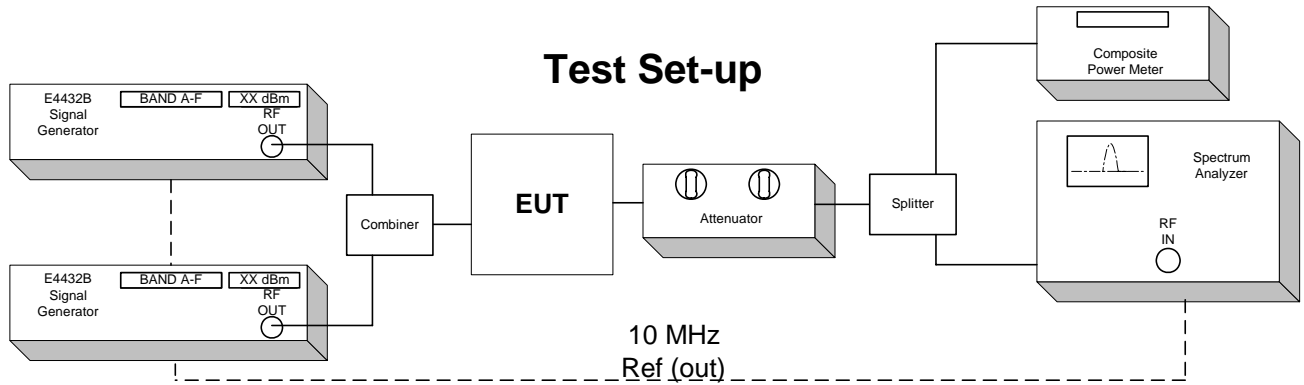 Test Set-up
E4432B
Signal
Generator
BAND A-F
XX dBm
RF
OUT
E4432B
Signal
Generator
BAND A-F
XX dBm
RF
OUT
Combiner
EUT
Attenuator
Splitter
Composite
Power Meter
Spectrum
Analyzer
RF
IN
10 MHz
Ref (out)